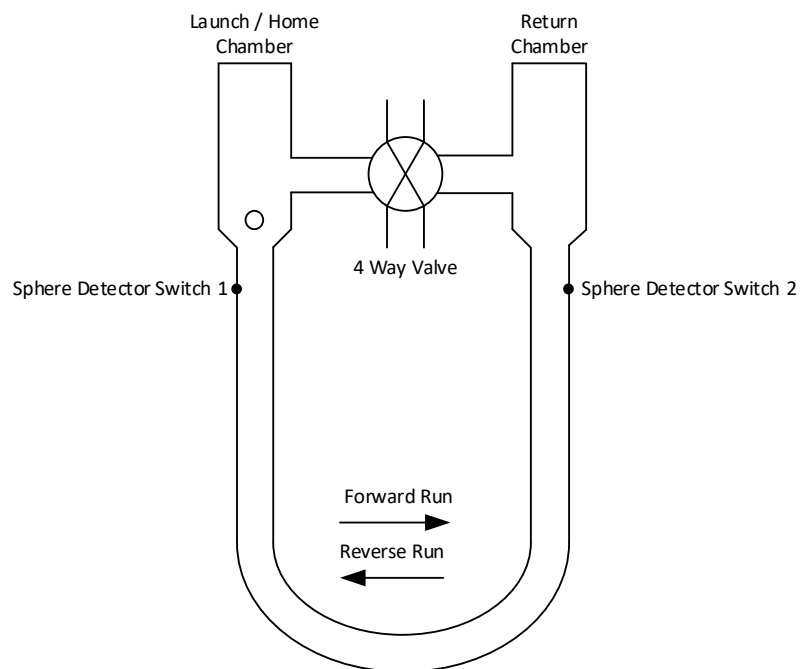 Launch / Home
Chamber
Return
Chamber
4 Way Valve
Sphere Detector Switch 1
Sphere Detector Switch 2
Forward Run
Reverse Run